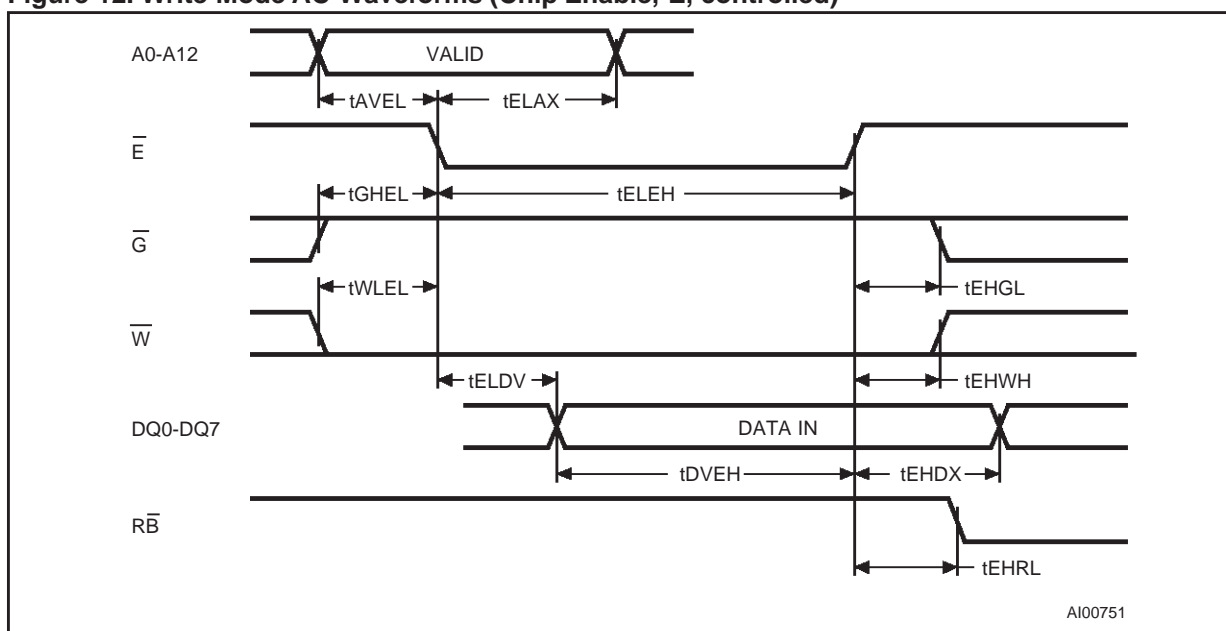 Figure 12. Write Mode AC Waveforms (Chip Enable, E̅, controlled)
A0-A12
VALID
tAVEL
tELAX
E̅
tGHEL
tELEH
G̅
tWLEL
tEHGL
W̅
tELDV
tEHWH
DQ0-DQ7
DATA IN
tDVEH
tEHDX
RB̅
tEHRL
AI00751